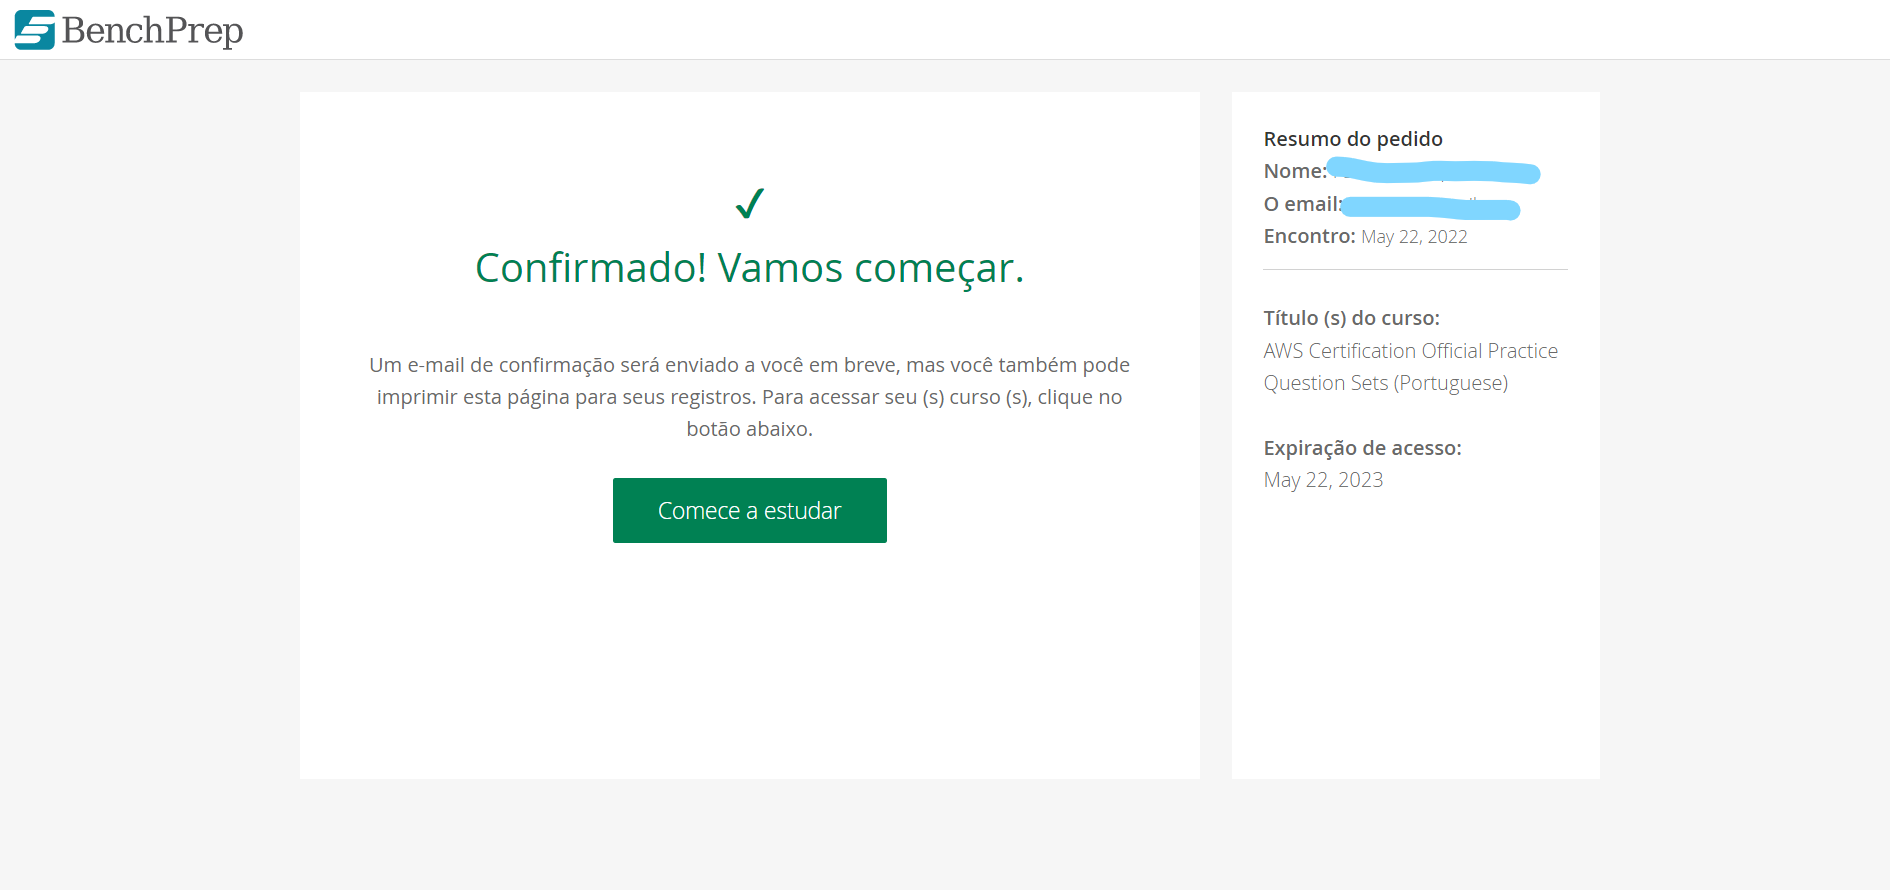 BenchPrep
Confirmado! Vamos começar.
Um e-mail de confirmação será enviado a você em breve, mas você também pode
imprimir esta página para seus registros. Para acessar seu (s) curso (s), clique no
botão abaixo.
Comece a estudar
Resumo do pedido
Nome:
O email:
Encontro: May 22, 2022
Título (s) do curso:
AWS Certification Official Practice
Question Sets (Portuguese)
Expiração de acesso:
May 22, 2023